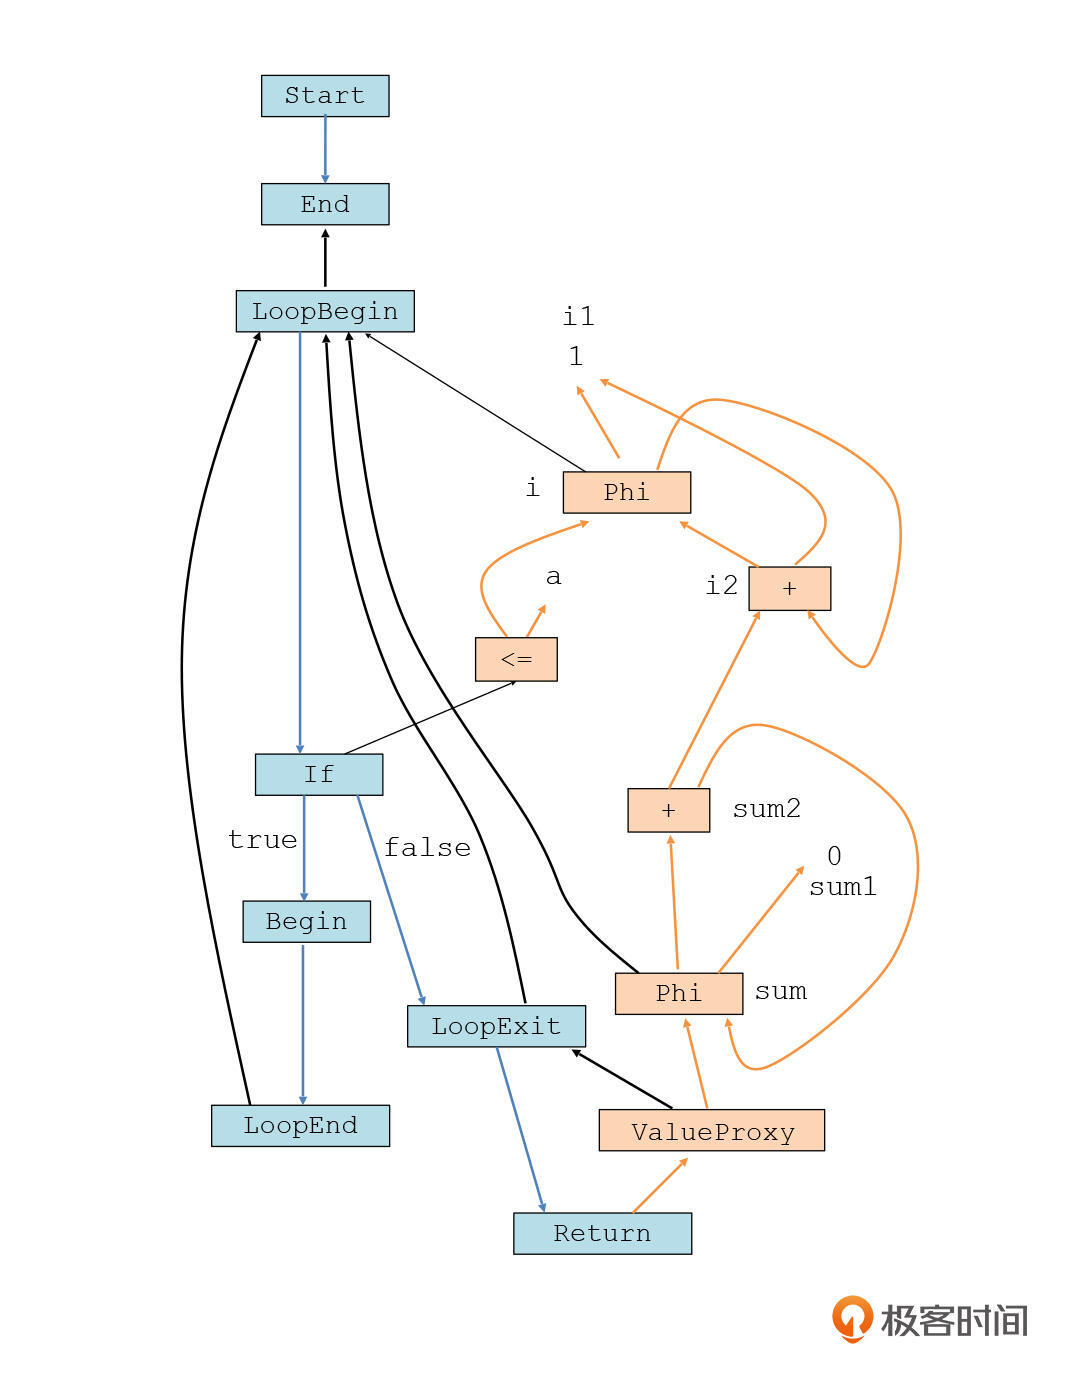 Start
End
LoopBegin
i1
1
i
Phi
a
i2
+
<=
If
+
sum2
true
false
0
sum1
Begin
Phi
sum
LoopExit
LoopEnd
ValueProxy
Return
极客时间